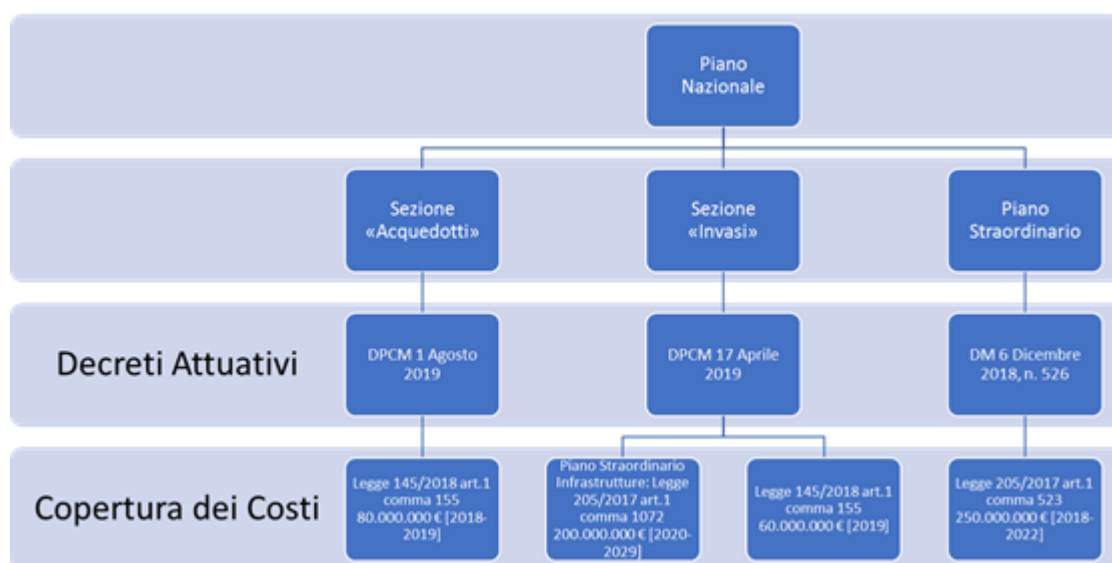 Piano
Nazionale
Sezione
«Acquedotti»
Sezione
«Invasi»
Piano
Straordinario
Decreti Attuativi
DPCM 1 Agosto
2019
DPCM 17 Aprile
2019
DM 6 Dicembre
2018, n. 526
Copertura dei Costi
Legge 145/2018 art.1
comma 155
80.000.000 € [2018-
2019]
Piano Straordinario
Infrastrutture: Legge
205/2017 art.1
comma 1072
200.000.000 € [2020-
2029]
Legge 145/2018 art.1
comma 155
60.000.000 € [2019]
Legge 205/2017 art.1
comma 523
250.000.000 € [2018-
2022]